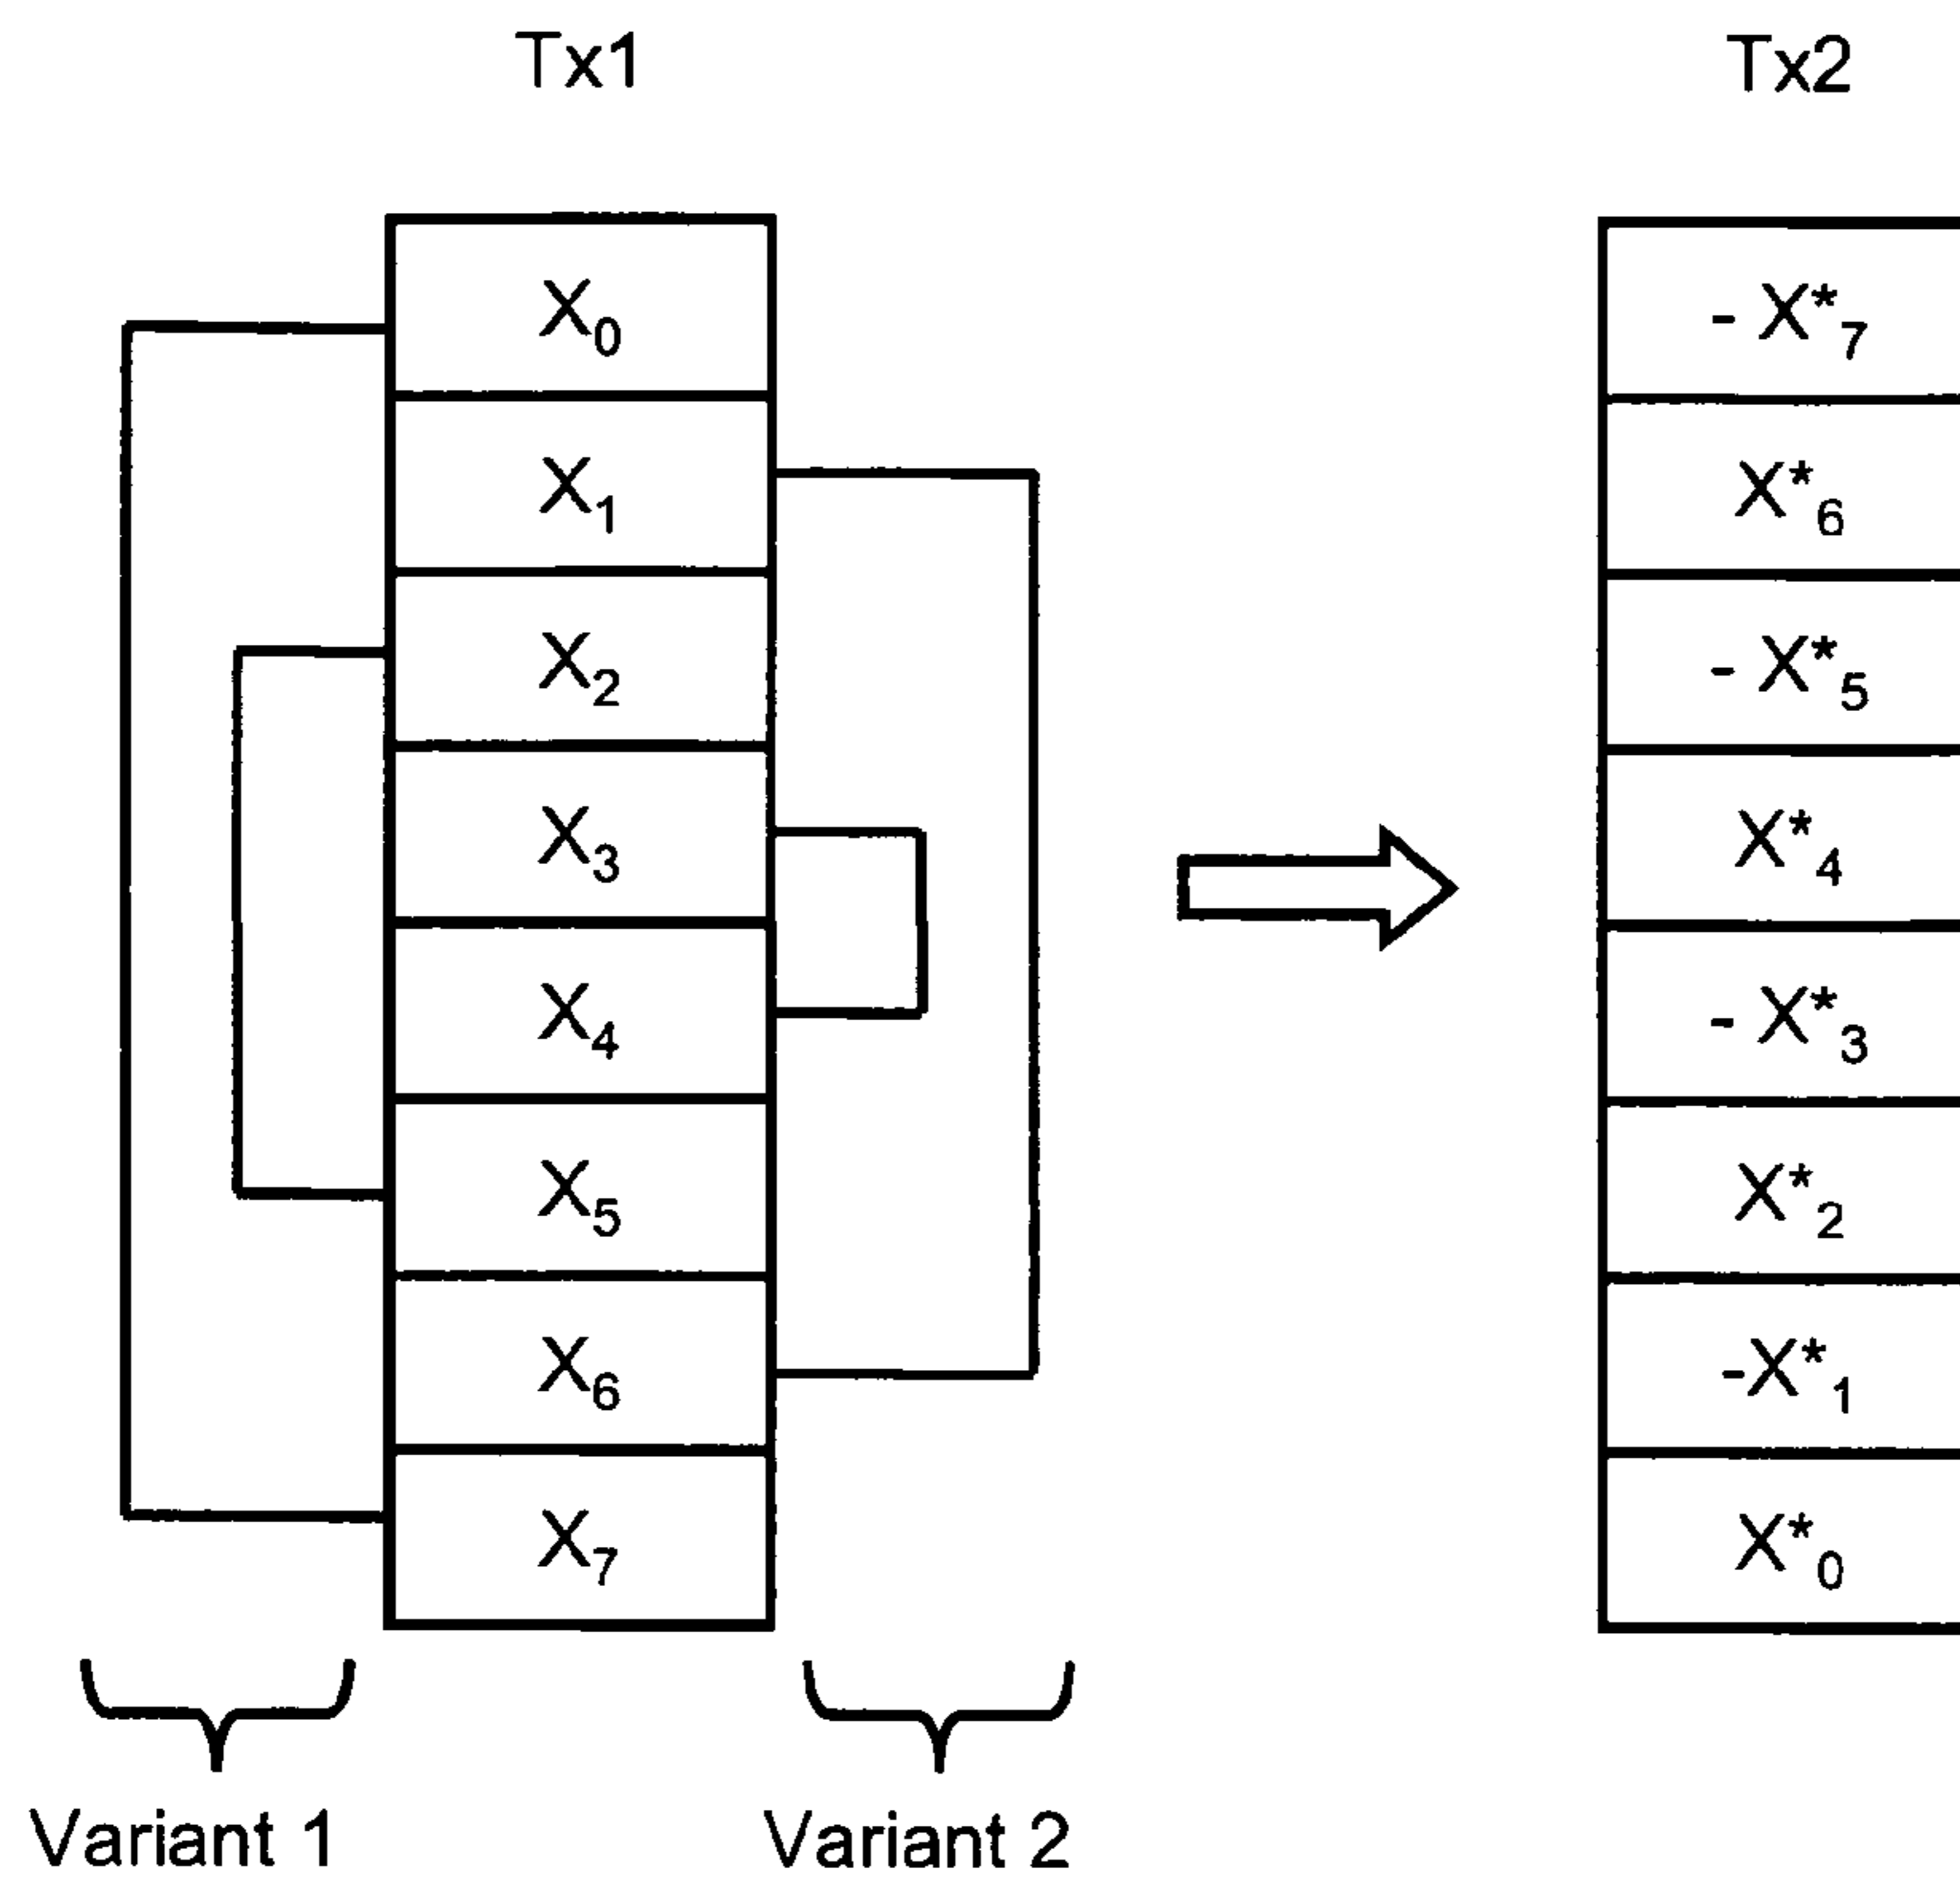 Tx1 Tx2
X₀ - X*₇
X₁ X*₆
X₂ - X*₅
X₃ X*₄
X₄ - X*₃
X₅ X*₂
X₆ -X*₁
X₇ X*₀
Variant 1 Variant 2